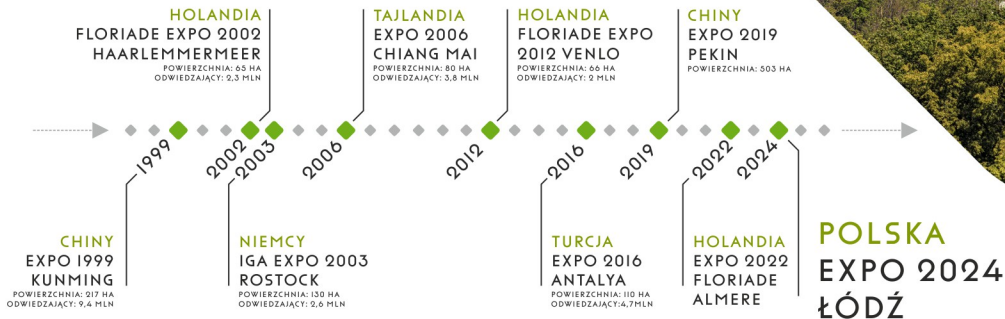 HOLANDIA
FLORIADE EXPO 2002
HAARLEMMERMEER
POWIERZCHNIA: 65 HA
ODWIEDZAJĄCY: 2,3 MLN
TAJLANDIA
EXPO 2006
CHIANG MAI
POWIERZCHNIA: 80 HA
ODWIEDZAJĄCY: 3,8 MLN
HOLANDIA
FLORIADE EXPO
2012 VENLO
POWIERZCHNIA: 66 HA
ODWIEDZAJĄCY: 2 MLN
CHINY
EXPO 2019
PEKIN
POWIERZCHNIA: 503 HA
1999
2002
2003
2006
2012
2016
2019
2022
2024
CHINY
EXPO 1999
KUNMING
POWIERZCHNIA: 217 HA
ODWIEDZAJĄCY: 9,4 MLN
NIEMCY
IGA EXPO 2003
ROSTOCK
POWIERZCHNIA: 130 HA
ODWIEDZAJĄCY: 2,6 MLN
TURCJA
EXPO 2016
ANTALYA
POWIERZCHNIA: 110 HA
ODWIEDZAJĄCY:4,7MLN
HOLANDIA
EXPO 2022
FLORIADE
ALMERE
POLSKA
EXPO 2024
ŁÓDŹ